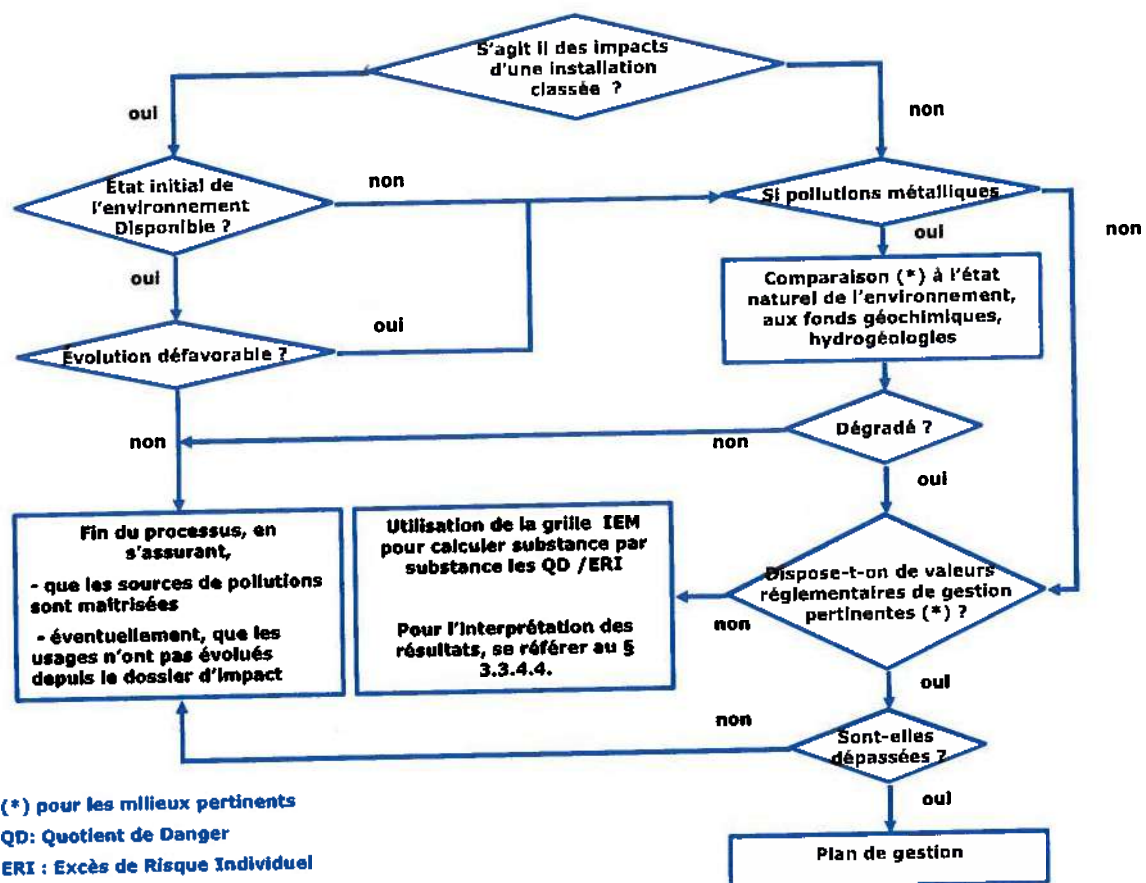 S'agit il des impacts
d'une installation
classée ?
oui
non
État initial de
l'environnement
Disponible ?
non
Si pollutions métalliques
non
oui
oui
Comparaison (*) à l'état
naturel de l'environnement,
aux fonds géochimiques,
hydrogéologies
Évolution défavorable ?
oui
non
non
Dégradé ?
oui
Fin du processus, en
s'assurant,
- que les sources de pollutions
sont maîtrisées
- éventuellement, que les
usages n'ont pas évolués
depuis le dossier d'impact
Utilisation de la grille IEM
pour calculer substance par
substance les QD /ERI
Pour l'interprétation des
résultats, se référer au §
3.3.4.4.
Dispose-t-on de valeurs
réglementaires de gestion
pertinentes (*) ?
non
oui
non
Sont-elles
dépassées ?
oui
Plan de gestion
(*) pour les milieux pertinents
QD: Quotient de Danger
ERI : Excès de Risque Individuel